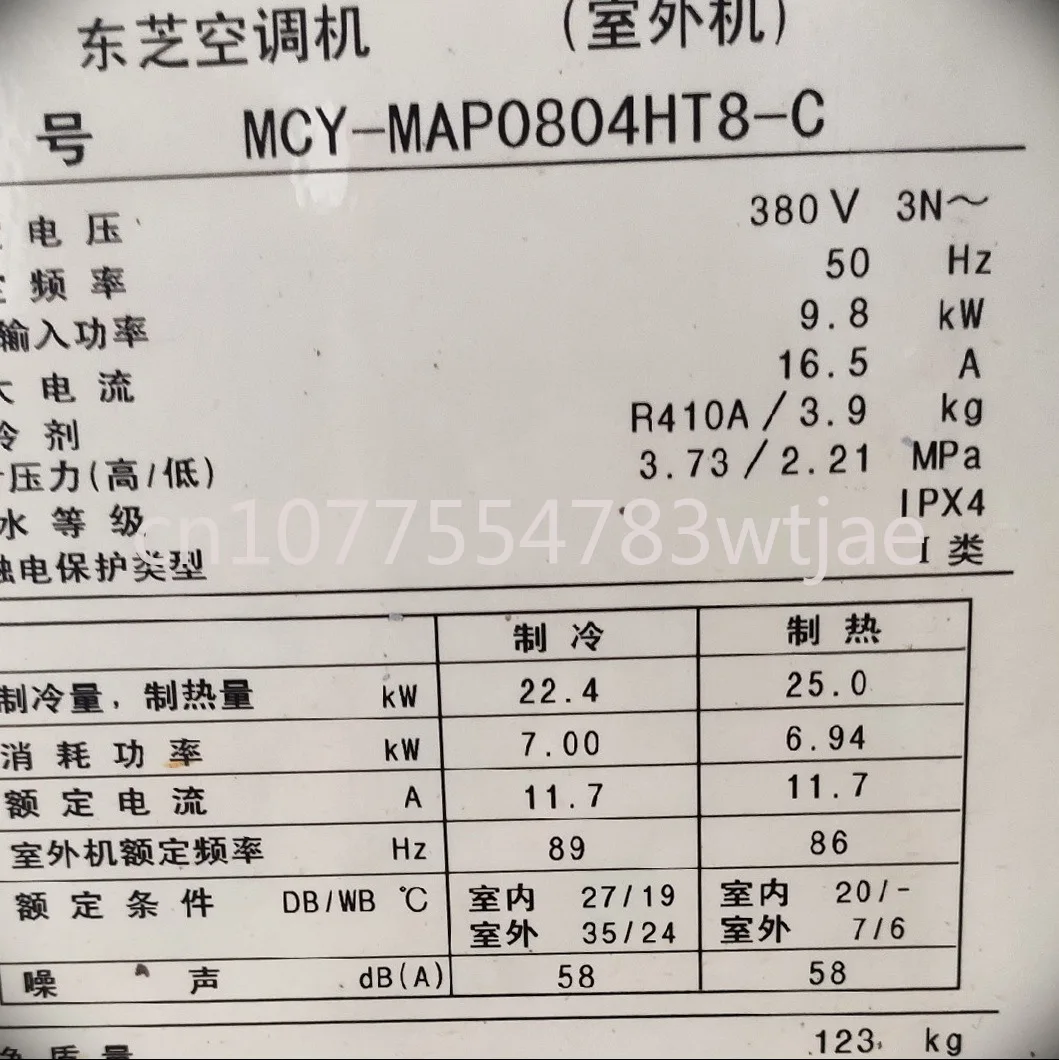 东芝空调机 (室外机)
号 MCY-MAP0804HT8-C
电压 380V 3N～
频率 50 Hz
输入功率 9.8 kW
大电流 16.5 A
冷剂 R410A/3.9 kg
压力(高/低) 3.73/2.21 MPa
水等级 IPX4
cn1077554783wtjae
触电保护类型 I类
制冷 制热
制冷量，制热量 kW 22.4 25.0
消耗功率 kW 7.00 6.94
额定电流 A 11.7 11.7
室外机额定频率 Hz 89 86
额定条件 DB/WB ℃ 室内 27/19 室内 20/-
室外 35/24 室外 7/6
噪声 dB(A) 58 58
净质量 123 kg